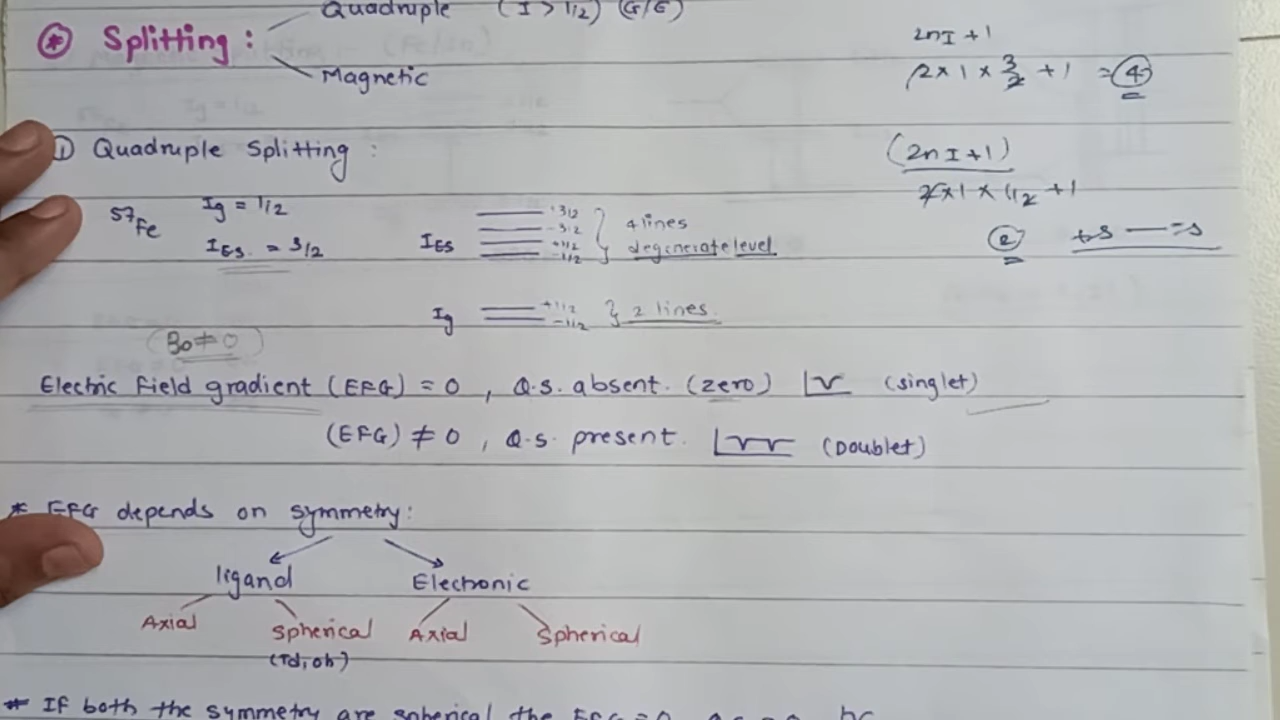 Quadruple (I > 1/2) (G/E)
* Splitting :
Magnetic
2nI + 1
2 x 1 x 3/2 + 1 = 4
① Quadruple Splitting :
(2nI + 1)
2 x 1 x 1/2 + 1
2
57Fe Ig = 1/2
IES. = 3/2
IES +3/2 -3/2 +1/2 -1/2 } 4 lines degenerate level
Ig +1/2 -1/2 } 2 lines.
(Bo ≠ 0)
Electric Field gradient (EFG) = 0 , Q.S. absent. (zero) (singlet)
(EFG) ≠ 0 , Q.S. present. (Doublet)
* EFG depends on symmetry:
ligand Electronic
Axial Spherical Axial Spherical
(Td, Oh)
* If both the symmetry are spherical the EFG = 0